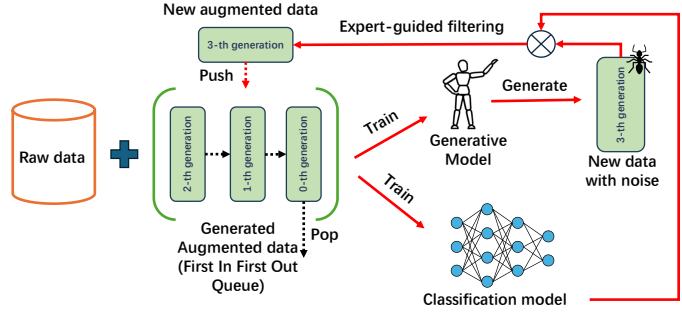 New augmented data
3-th generation
Expert-guided filtering
Push
Raw data
2-th generation
1-th generation
0-th generation
Train
Generative
Model
Generate
3-th generation
New data
with noise
Train
Generated
Augmented data
(First In First Out
Queue)
Pop
Classification model